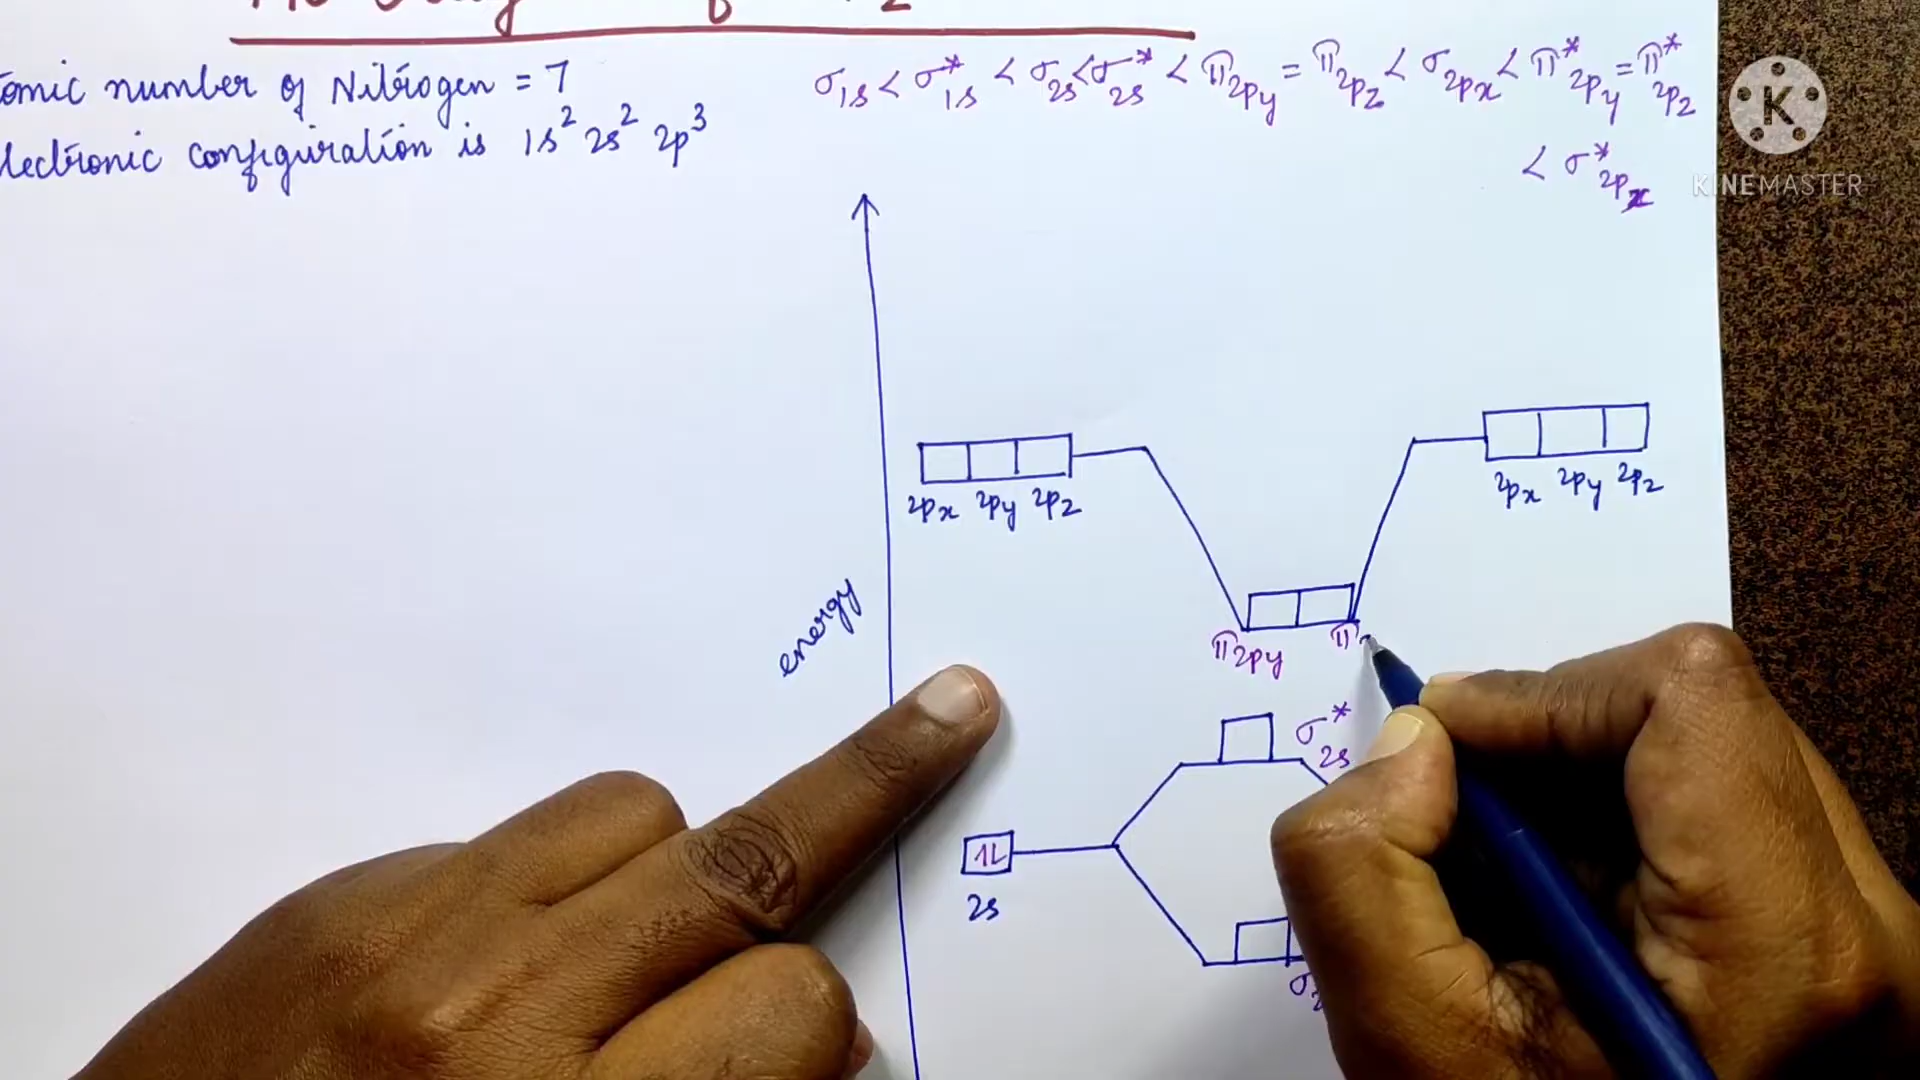 omic number of Nitrogen = 7
lectronic configuration is 1s² 2s² 2p³
σ1s < σ*1s < σ2s < σ*2s < π2py = π2pz < σ2px < π*2py = π*2pz
< σ*2px
K
KINEMASTER
2px 2py 2pz
2px 2py 2pz
energy
π2py π
σ*2s
1L
2s